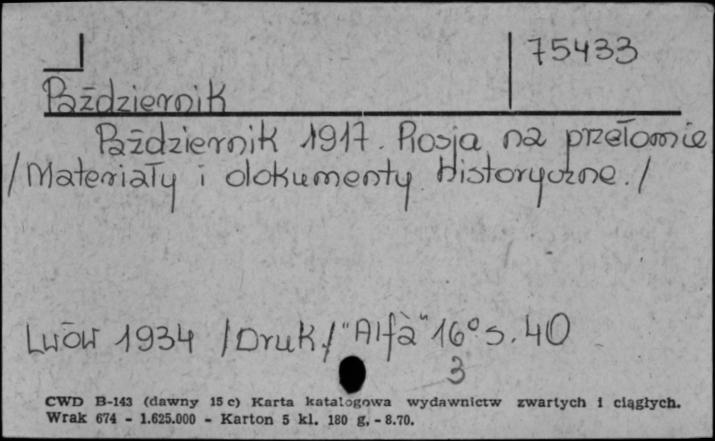 75433
Październik
Październik 1917. Rosja na przełomie
/Materiały i dokumenty historyczne./
Lwów 1934 /Druk./ "Alfa" 16° s. 40
3
CWD B-143 (dawny 15 c) Karta katalogowa wydawnictw zwartych i ciągłych.
Wrak 674 - 1.625.000 - Karton 5 kl. 180 g. - 8.70.